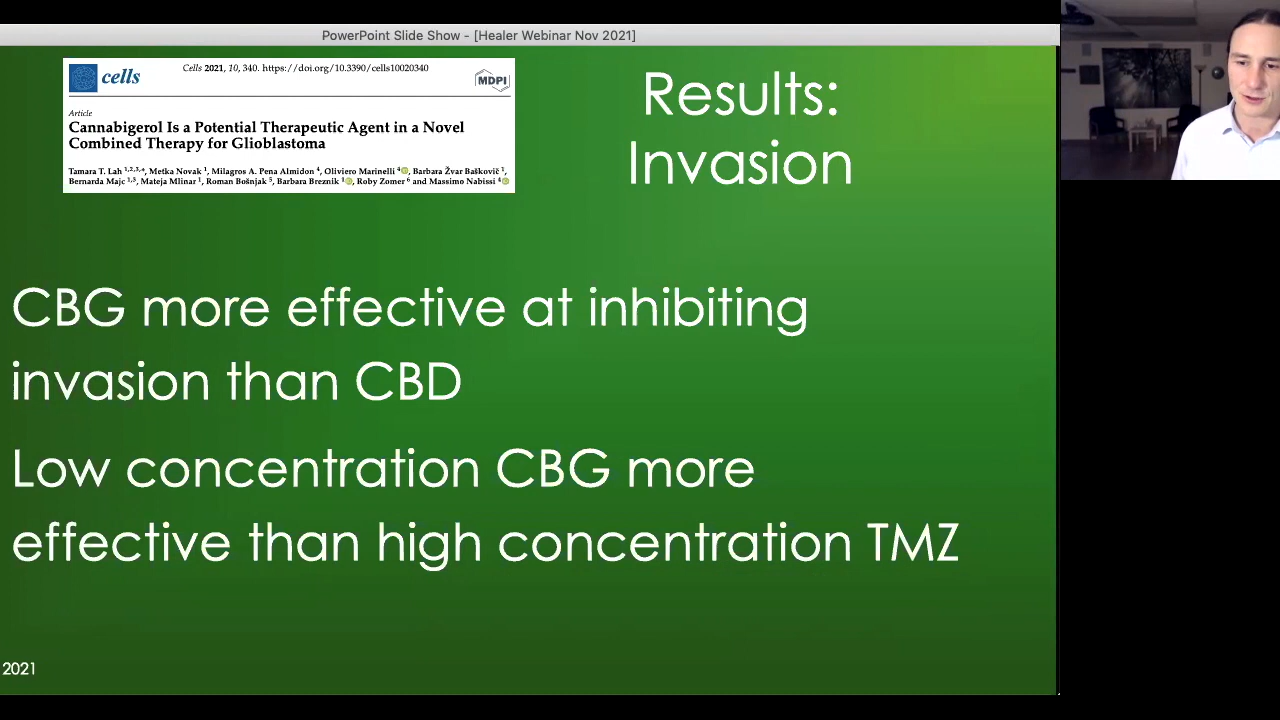 PowerPoint Slide Show - [Healer Webinar Nov 2021]
cells
Cells 2021, 10, 340. https://doi.org/10.3390/cells10020340
MDPI
Article
Cannabigerol Is a Potential Therapeutic Agent in a Novel
Combined Therapy for Glioblastoma
Tamara T. Lah 1,2,3,*, Metka Novak 1, Milagros A. Pena Almidon 4, Oliviero Marinelli 4, Barbara Žvar Baškovič 1,
Bernarda Majc 1,3, Mateja Mlinar 1, Roman Bošnjak 5, Barbara Breznik 1, Roby Zomer 6 and Massimo Nabissi 4
Results:
Invasion
CBG more effective at inhibiting
invasion than CBD
Low concentration CBG more
effective than high concentration TMZ
2021